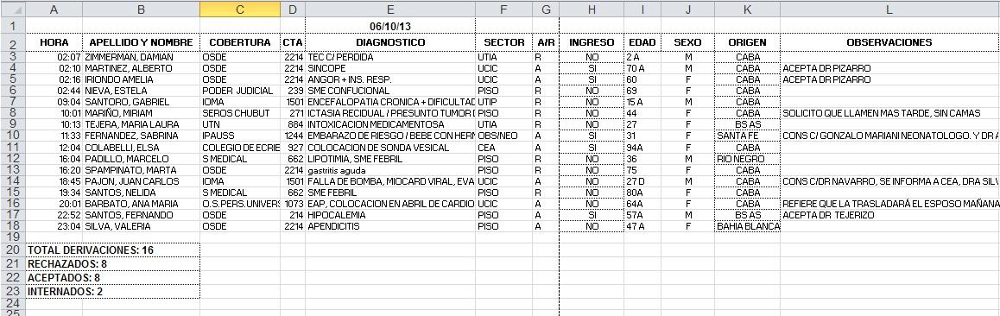 A B C D E F G H I J K L
1 06/10/13
2 HORA APELLIDO Y NOMBRE COBERTURA CTA DIAGNOSTICO SECTOR A/R INGRESO EDAD SEXO ORIGEN OBSERVACIONES
3 02:07 ZIMMERMAN, DAMIAN OSDE 2214 TEC C/ PERDIDA UTIA R NO 2 A M CABA
4 02:10 MARTINEZ, ALBERTO OSDE 2214 SINCOPE UCIC A SI 70 A M CABA ACEPTA DR PIZARRO
5 02:16 IRIONDO AMELIA OSDE 2214 ANGOR + INS. RESP. UCIC A SI 60 F CABA ACEPTA DR PIZARRO
6 02:44 NIEVA, ESTELA PODER JUDICIAL 239 SME CONFUCIONAL PISO R NO 69 F CABA
7 09:04 SANTORO, GABRIEL IOMA 1501 ENCEFALOPATIA CRONICA + DIFICULTAD UTIP R NO 15 A M CABA
8 10:01 MARIÑO, MIRIAM SEROS CHUBUT 271 ICTASIA RECIDUAL / PRESUNTO TUMOR PISO R NO 44 F CABA SOLICITO QUE LLAMEN MAS TARDE, SIN CAMAS
9 10:13 TEJERA, MARIA LAURA UTN 884 INTOXICACION MEDICAMENTOSA UTIA R NO 27 F BS AS
10 11:33 FERNANDEZ, SABRINA IPAUSS 1244 EMBARAZO DE RIESGO / BEBE CON HERN OBS/NEO A SI 31 F SANTA FE CONS C/ GONZALO MARIANI NEONATOLOGO. Y DR A
11 12:04 COLABELLI, ELSA COLEGIO DE ECRIE 927 COLOCACION DE SONDA VESICAL CEA A SI 94A F CABA
12 16:04 PADILLO, MARCELO S MEDICAL 662 LIPOTIMIA, SME FEBRIL PISO R NO 36 M RIO NEGRO
13 16:20 SPAMPINATO, MARTA OSDE 2214 gastritis aguda PISO R NO 75 F CABA
14 18:45 PAJON, JUAN CARLOS IOMA 1501 FALLA DE BOMBA, MIOCARD VIRAL, EVA UCIC A NO 27 D M CABA CONS C/DR NAVARRO, SE INFORMA A CEA, DRA SILV
15 19:34 SANTOS, NELIDA S MEDICAL 662 SME FEBRIL PISO R NO 80A F CABA
16 20:01 BARBATO, ANA MARIA O.S. PERS.UNIVERS 1073 EAP, COLOCACION EN ABRIL DE CARDIO UCIC A NO 64A F CABA REFIERE QUE LA TRASLADARÁ EL ESPOSO MAÑANA
17 22:52 SANTOS, FERNANDO OSDE 214 HIPOCALEMIA PISO A SI 57A M BS AS ACEPTA DR TEJERIZO
18 23:04 SILVA, VALERIA OSDE 2214 APENDICITIS PISO A NO 47 A F BAHIA BLANCA
19
20 TOTAL DERIVACIONES: 16
21 RECHAZADOS: 8
22 ACEPTADOS: 8
23 INTERNADOS: 2
24
25